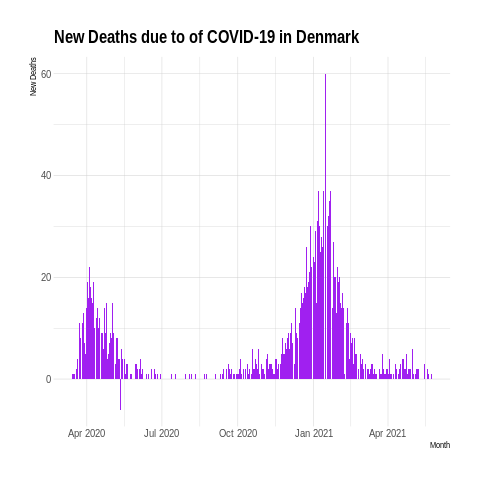 New Deaths due to of COVID-19 in Denmark
New Deaths
60
40
20
0
Apr 2020 Jul 2020 Oct 2020 Jan 2021 Apr 2021
Month